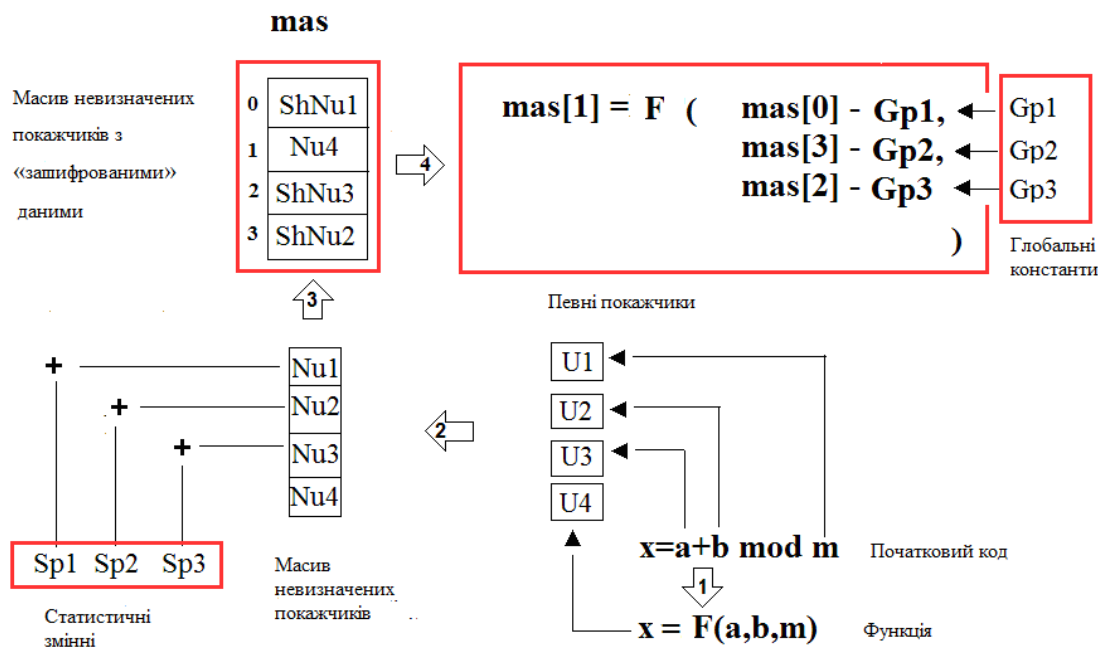 mas
Масив невизначених
покажчиків з
«зашифрованими»
даними
0 ShNu1
1 Nu4
2 ShNu3
3 ShNu2
4
mas[1] = F ( mas[0] - Gp1,
mas[3] - Gp2,
mas[2] - Gp3
)
Gp1
Gp2
Gp3
Глобальні
константи
3
Певні покажчики
+
+
+
Nu1
Nu2
Nu3
Nu4
2
U1
U2
U3
U4
Sp1 Sp2 Sp3
Статистичні
змінні
Масив
невизначених
покажчиків
x=a+b mod m
Початковий код
1
x = F(a,b,m)
Функція